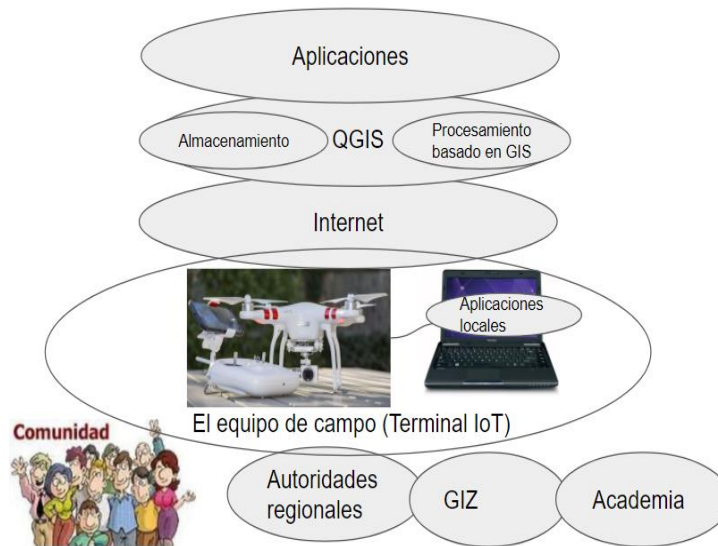 Aplicaciones
Almacenamiento
QGIS
Procesamiento
basado en GIS
Internet
Aplicaciones
locales
El equipo de campo (Terminal IoT)
Comunidad
Autoridades
regionales
GIZ
Academia